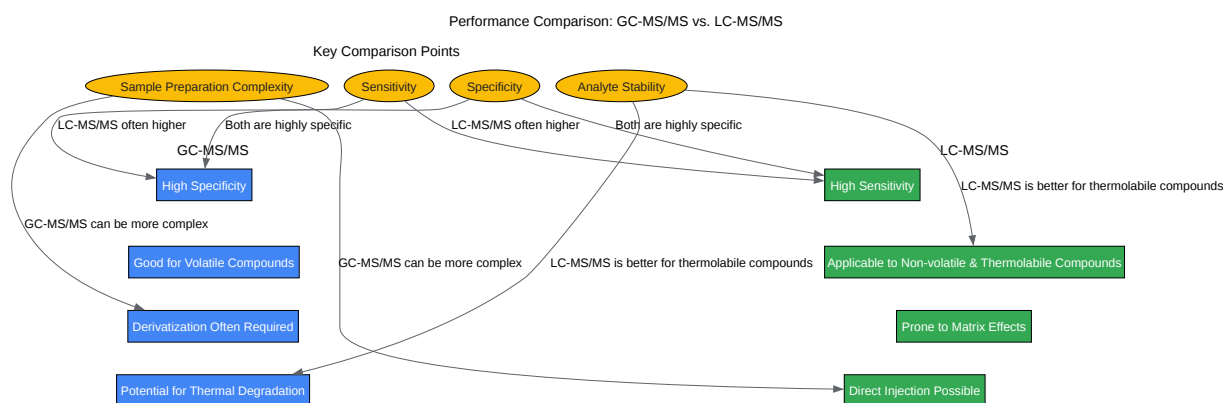 Performance Comparison: GC-MS/MS vs. LC-MS/MS
Key Comparison Points
Sample Preparation Complexity
Sensitivity
Specificity
Analyte Stability
LC-MS/MS often higher
Both are highly specific
LC-MS/MS often higher
Both are highly specific
GC-MS/MS
LC-MS/MS
High Specificity
High Sensitivity
LC-MS/MS is better for thermolabile compounds
GC-MS/MS can be more complex
Good for Volatile Compounds
GC-MS/MS can be more complex
LC-MS/MS is better for thermolabile compounds
Applicable to Non-volatile & Thermolabile Compounds
Derivatization Often Required
Prone to Matrix Effects
Potential for Thermal Degradation
Direct Injection Possible